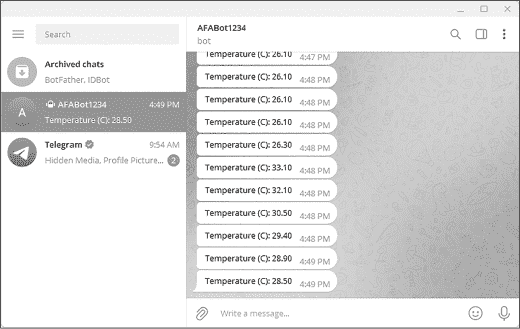 Search
Archived chats
BotFather, IDBot
A
AFABot1234
4:49 PM
Temperature (C): 28.50
Telegram
9:54 AM
Hidden Media, Profile Picture...
2
AFABot1234
bot
Temperature (C): 26.10 4:47 PM
Temperature (C): 26.10 4:48 PM
Temperature (C): 26.10 4:48 PM
Temperature (C): 26.10 4:48 PM
Temperature (C): 26.30 4:48 PM
Temperature (C): 33.10 4:48 PM
Temperature (C): 32.10 4:48 PM
Temperature (C): 30.50 4:48 PM
Temperature (C): 29.40 4:48 PM
Temperature (C): 28.90 4:49 PM
Temperature (C): 28.50 4:49 PM
Write a message...